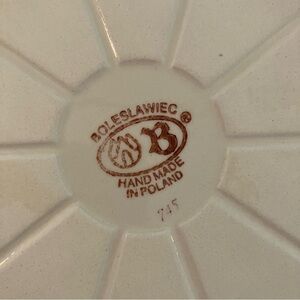 BOLESLAWIEC ®
B
HAND MADE
IN POLAND
745